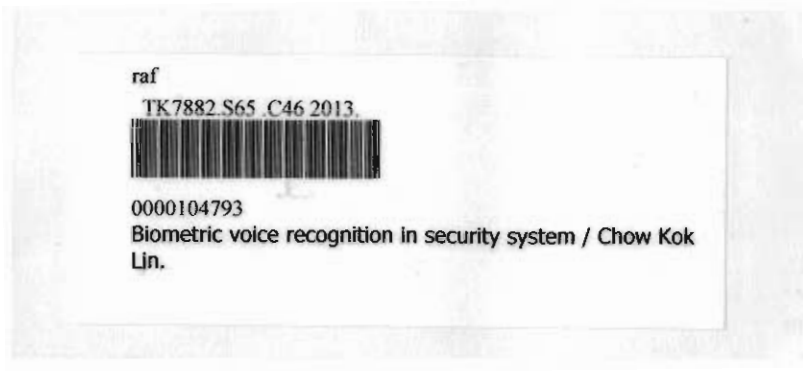 raf
TK7882.S65 .C46 2013.
0000104793
Biometric voice recognition in security system / Chow Kok
Lin.